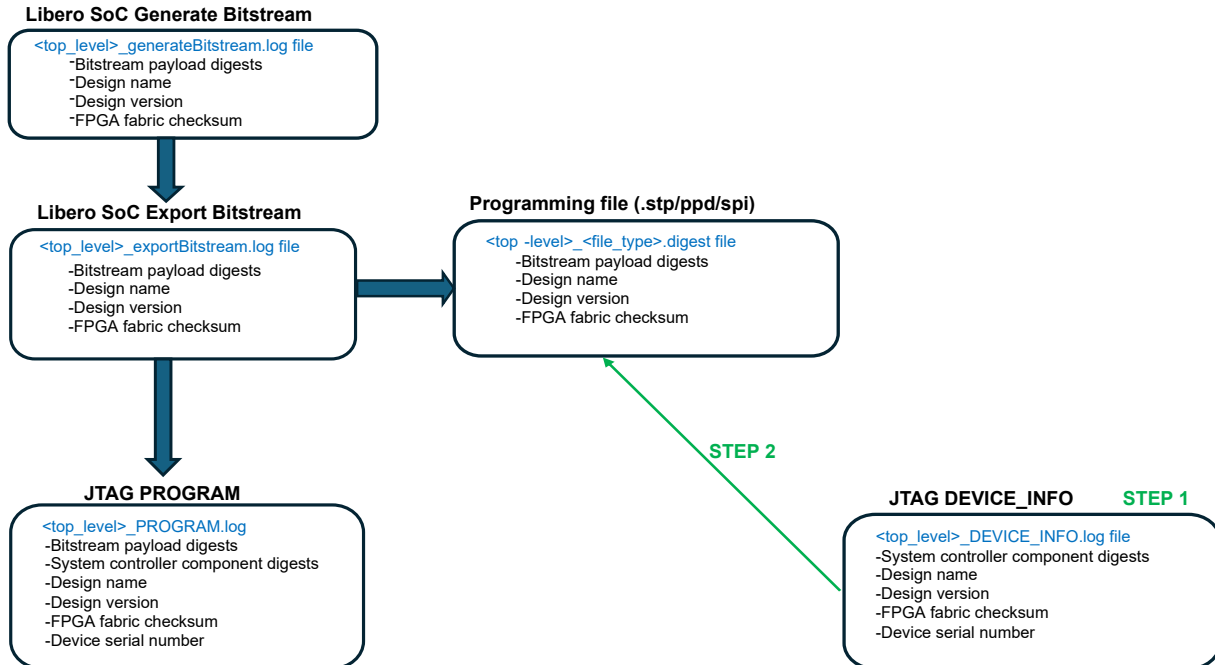 Libero SoC Generate Bitstream
<top_level>_generateBitstream.log file
-Bitstream payload digests
-Design name
-Design version
-FPGA fabric checksum
Libero SoC Export Bitstream
<top_level>_exportBitstream.log file
-Bitstream payload digests
-Design name
-Design version
-FPGA fabric checksum
Programming file (.stp/ppd/spi)
<top -level>_<file_type>.digest file
-Bitstream payload digests
-Design name
-Design version
-FPGA fabric checksum
STEP 2
JTAG PROGRAM
<top_level>_PROGRAM.log
-Bitstream payload digests
-System controller component digests
-Design name
-Design version
-FPGA fabric checksum
-Device serial number
JTAG DEVICE_INFO
STEP 1
<top_level>_DEVICE_INFO.log file
-System controller component digests
-Design name
-Design version
-FPGA fabric checksum
-Device serial number